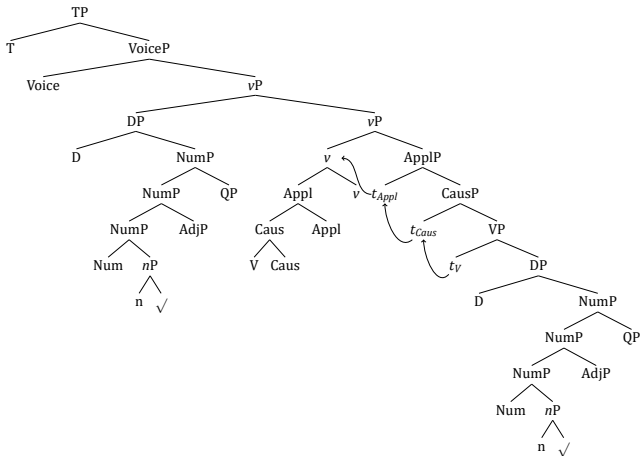 TP
T VoiceP
Voice vP
DP vP
D NumP v ApplP
NumP QP Appl v t_Appl CausP
NumP AdjP Caus Appl t_Caus VP
Num nP V Caus t_V DP
n √ D NumP
NumP QP
NumP AdjP
Num nP
n √